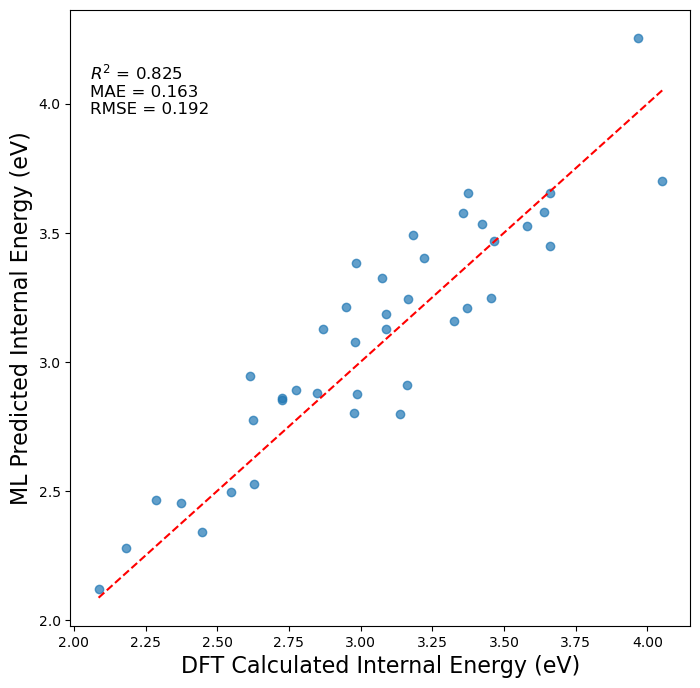 R² = 0.825
MAE = 0.163
RMSE = 0.192
ML Predicted Internal Energy (eV)
4.0
3.5
3.0
2.5
2.0
2.00 2.25 2.50 2.75 3.00 3.25 3.50 3.75 4.00
DFT Calculated Internal Energy (eV)